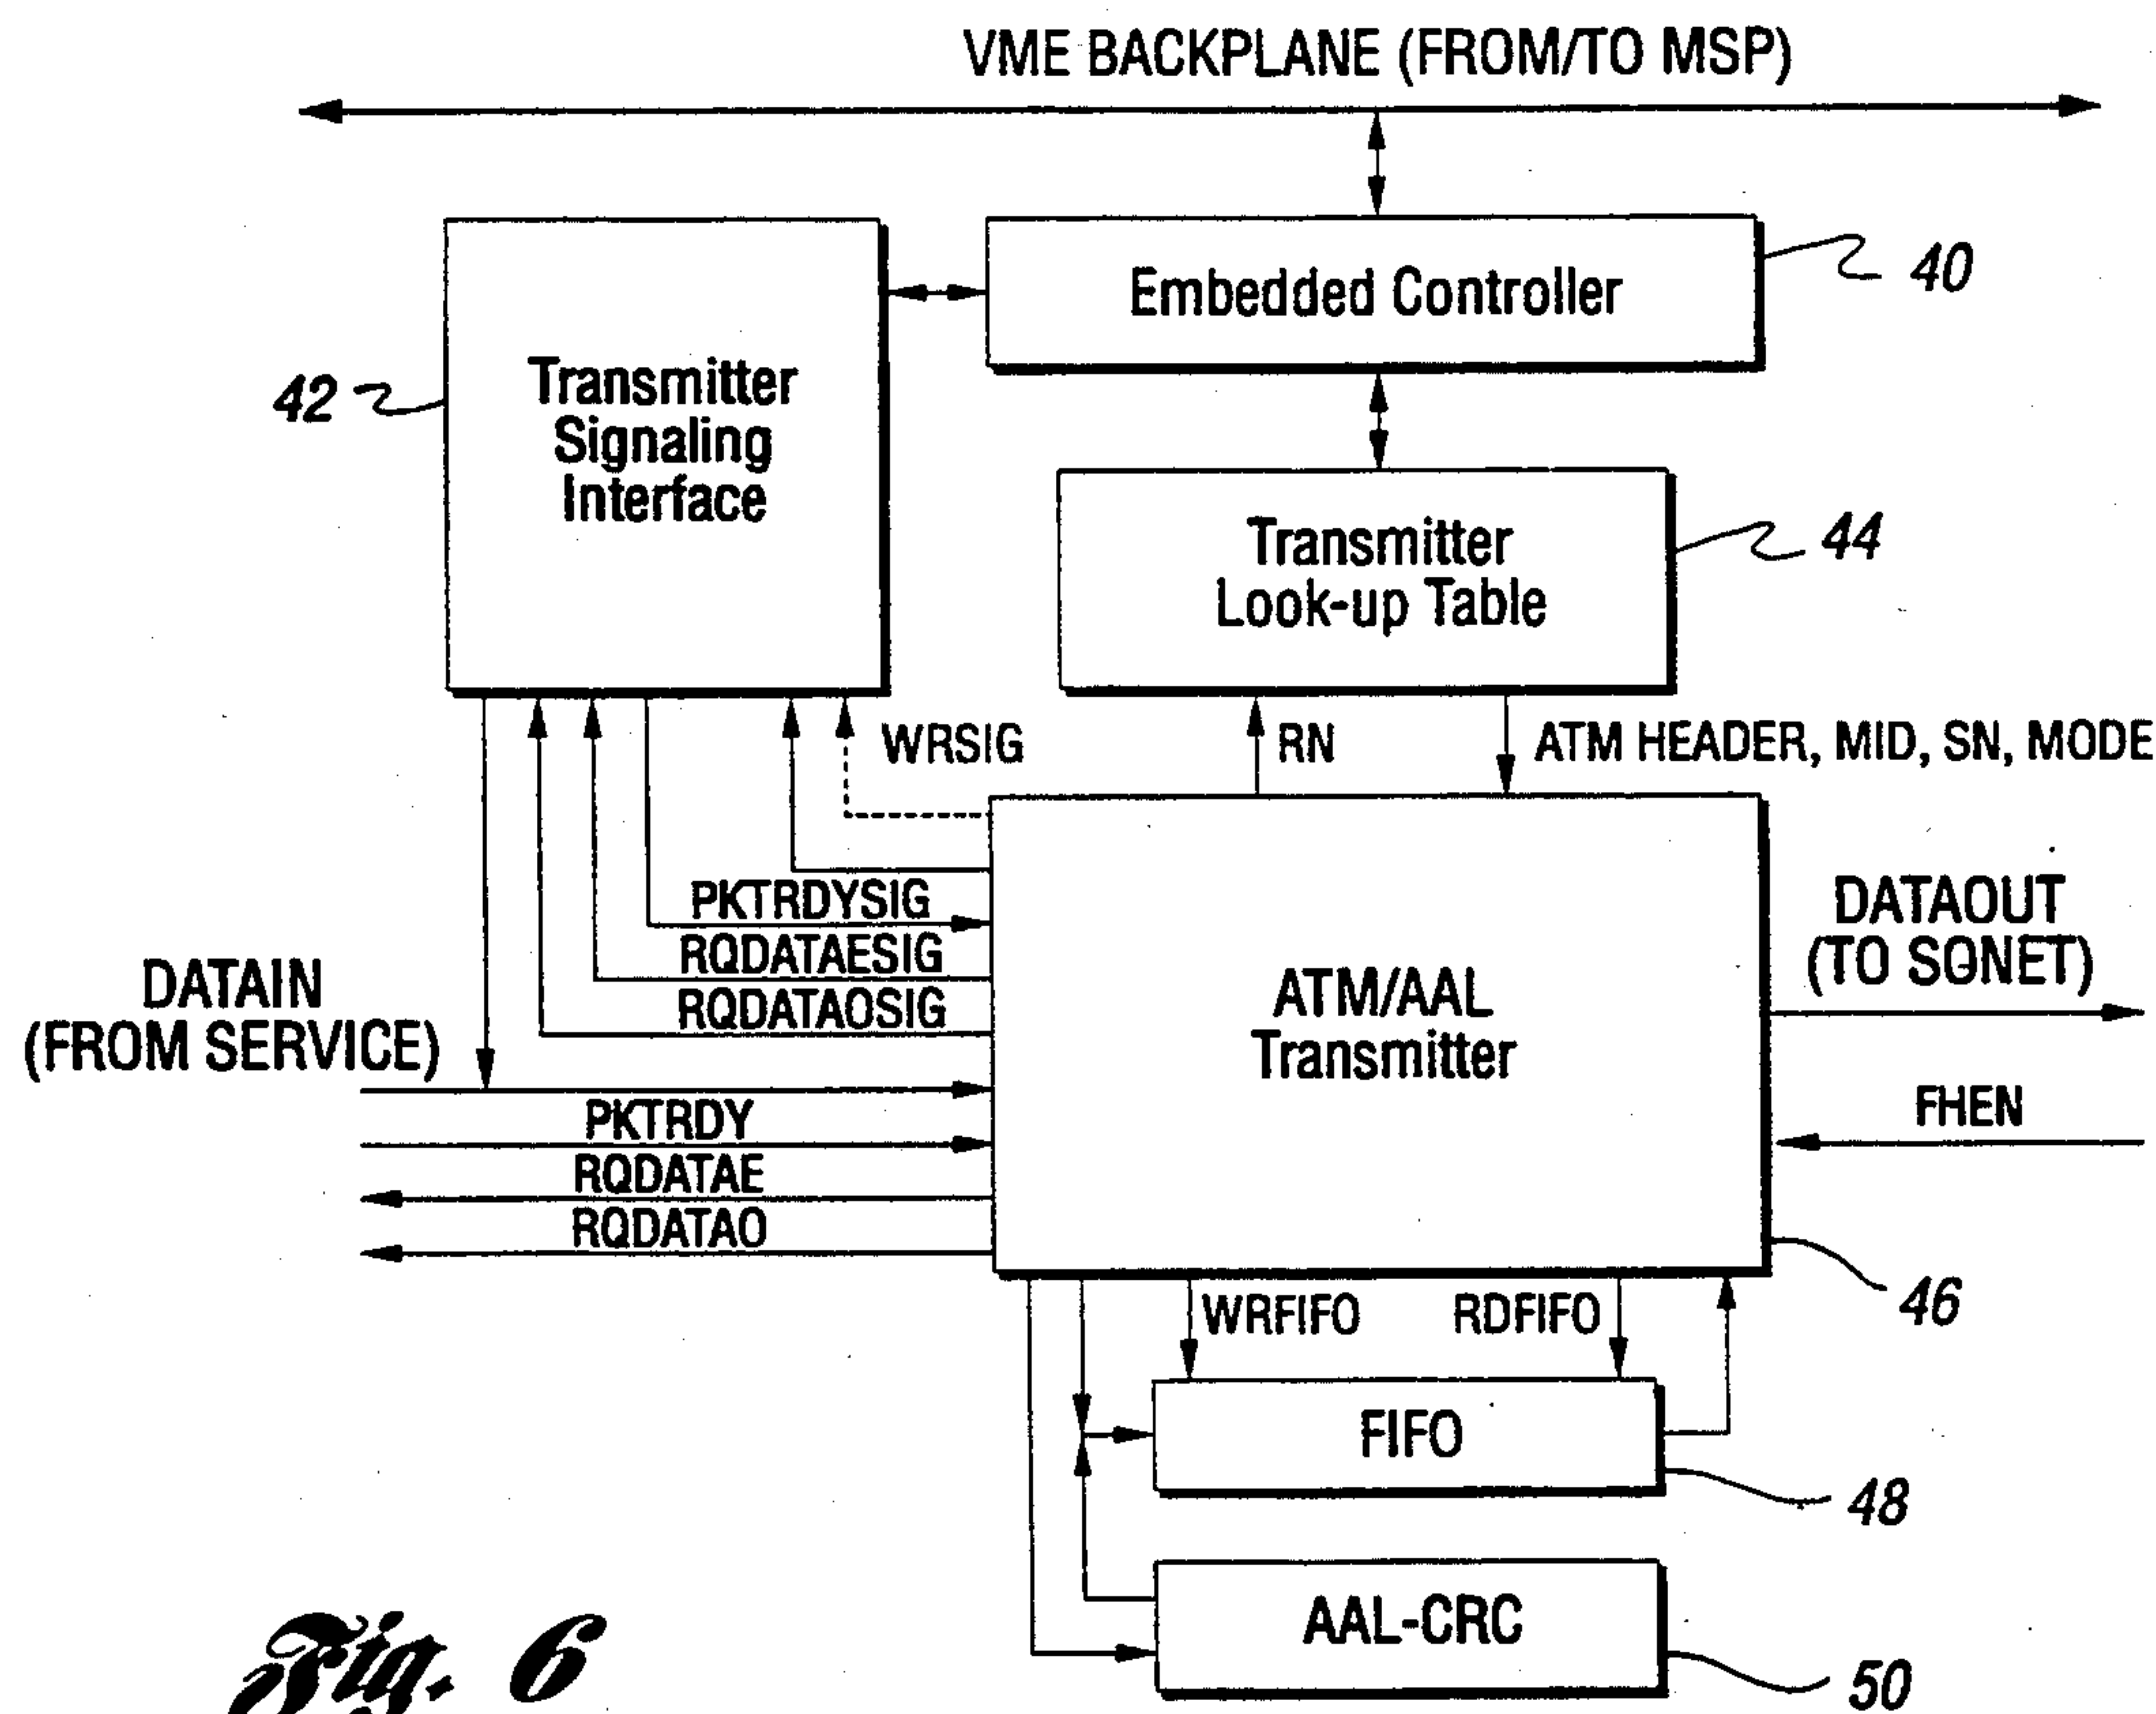 VME BACKPLANE (FROM/TO MSP)
Embedded Controller
40
42
Transmitter
Signaling
Interface
Transmitter
Look-up Table
44
WRSIG
RN
ATM HEADER, MID, SN, MODE
PKTRDYSIG
RQDATAESIG
RQDATAOSIG
DATAIN
(FROM SERVICE)
PKTRDY
RQDATAE
RQDATAO
ATM/AAL
Transmitter
DATAOUT
(TO SONET)
FHEN
46
WRFIFO
RDFIFO
FIFO
48
AAL-CRC
50
Fig. 6